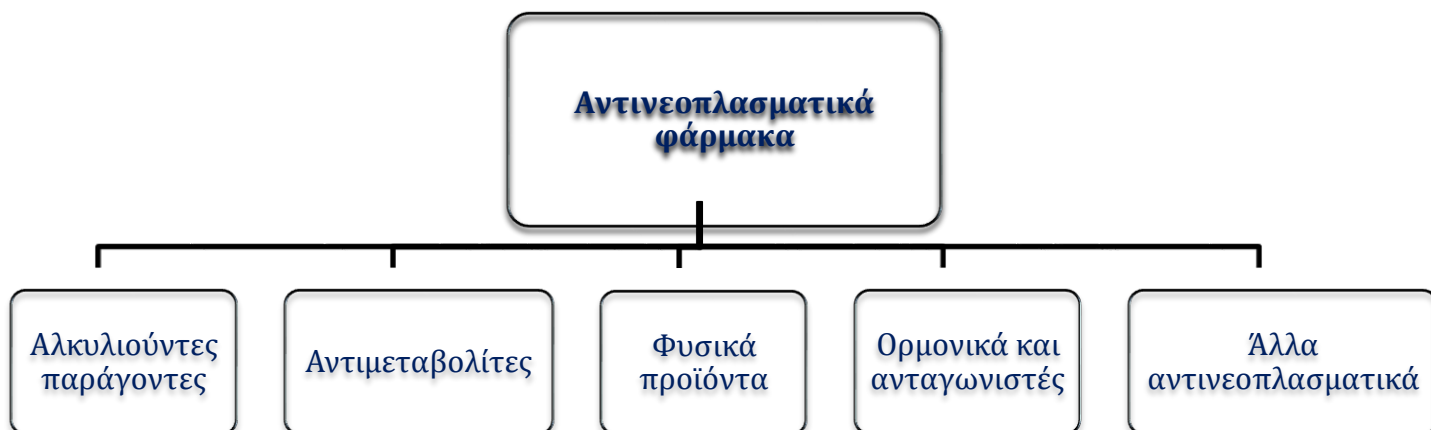 Αντινεοπλασματικά
φάρμακα
Αλκυλιούντες
παράγοντες
Αντιμεταβολίτες
Φυσικά
προϊόντα
Ορμονικά και
ανταγωνιστές
Άλλα
αντινεοπλασματικά